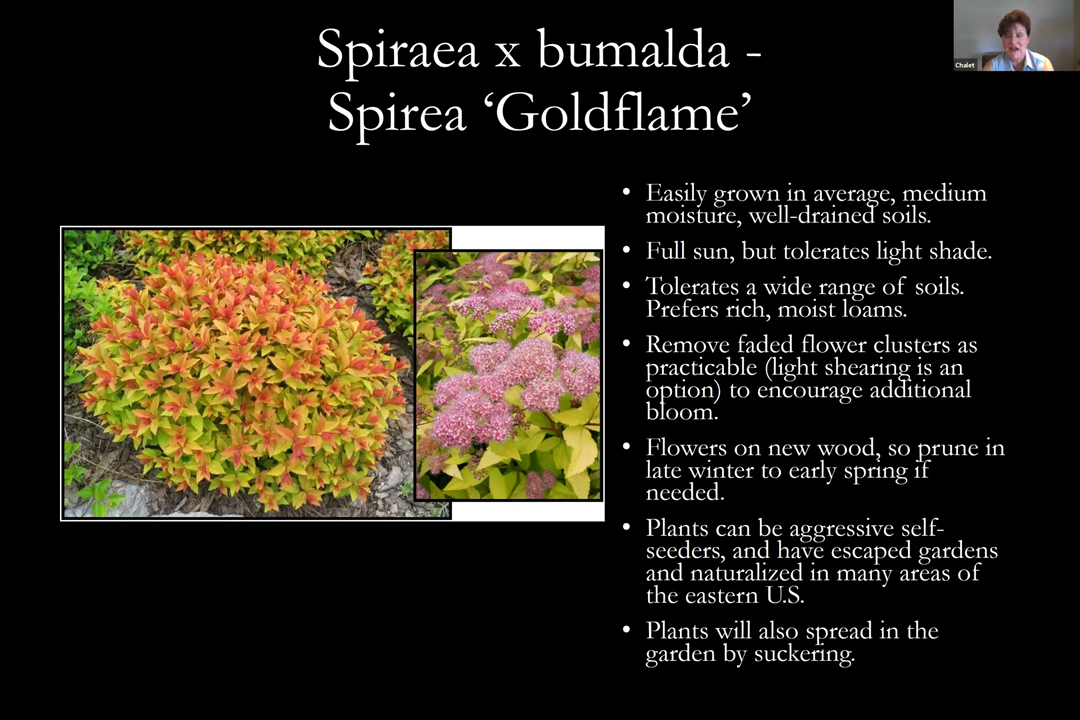 Spiraea x bumalda -
Spirea ‘Goldflame’
Chalet
• Easily grown in average, medium
moisture, well-drained soils.
• Full sun, but tolerates light shade.
• Tolerates a wide range of soils.
Prefers rich, moist loams.
• Remove faded flower clusters as
practicable (light shearing is an
option) to encourage additional
bloom.
• Flowers on new wood, so prune in
late winter to early spring if
needed.
• Plants can be aggressive self-
seeders, and have escaped gardens
and naturalized in many areas of
the eastern U.S.
• Plants will also spread in the
garden by suckering.